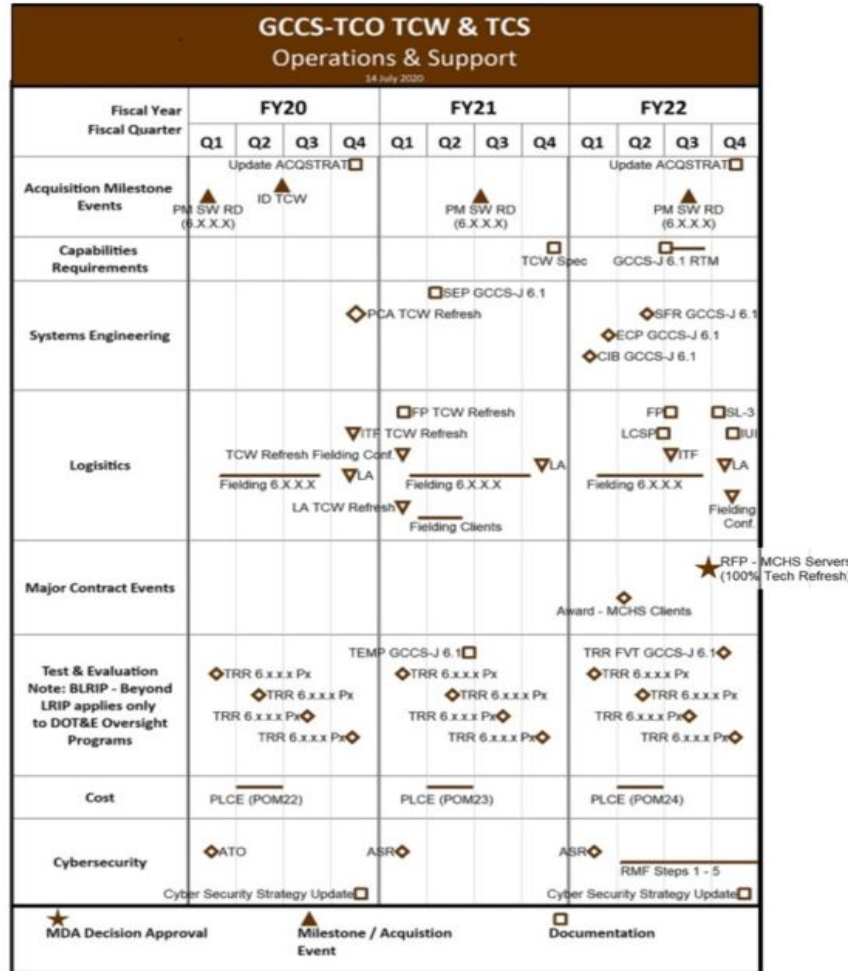 GCCS-TCO TCW & TCS
Operations & Support
14 July 2020
Fiscal Year
FY20
FY21
FY22
Fiscal Quarter
Q1 Q2 Q3 Q4 Q1 Q2 Q3 Q4 Q1 Q2 Q3 Q4
Acquisition Milestone
Events
Update ACQSTRAT
Update ACQSTRAT
ID TCW
PM SW RD
(6.X.X.X)
PM SW RD
(6.X.X.X)
PM SW RD
(6.X.X.X)
Capabilities
Requirements
TCW Spec
GCCS-J 6.1 RTM
Systems Engineering
SEP GCCS-J 6.1
PCA TCW Refresh
SFR GCCS-J 6.1
ECP GCCS-J 6.1
CIB GCCS-J 6.1
Logisitics
FP TCW Refresh
FP
SL-3
ITF TCW Refresh
LCSP
IUI
TCW Refresh Fielding Conf.
ITF
LA
LA
LA
Fielding 6.X.X.X
Fielding 6.X.X.X
Fielding 6.X.X.X
LA TCW Refresh
Fielding Clients
Fielding
Conf.
Major Contract Events
RFP - MCHS Servers
(100% Tech Refresh)
Award - MCHS Clients
Test & Evaluation
Note: BLRIP - Beyond
LRIP applies only
to DOT&E Oversight
Programs
TEMP GCCS-J 6.1
TRR FVT GCCS-J 6.1
TRR 6.x.x.x Px
TRR 6.x.x.x Px
TRR 6.x.x.x Px
TRR 6.x.x.x Px
TRR 6.x.x.x Px
TRR 6.x.x.x Px
TRR 6.x.x.x Px
TRR 6.x.x.x Px
TRR 6.x.x.x Px
TRR 6.x.x.x Px
TRR 6.x.x.x Px
TRR 6.x.x.x Px
Cost
PLCE (POM22)
PLCE (POM23)
PLCE (POM24)
Cybersecurity
ATO
ASR
ASR
RMF Steps 1 - 5
Cyber Security Strategy Update
Cyber Security Strategy Update
MDA Decision Approval
Milestone / Acquistion
Event
Documentation